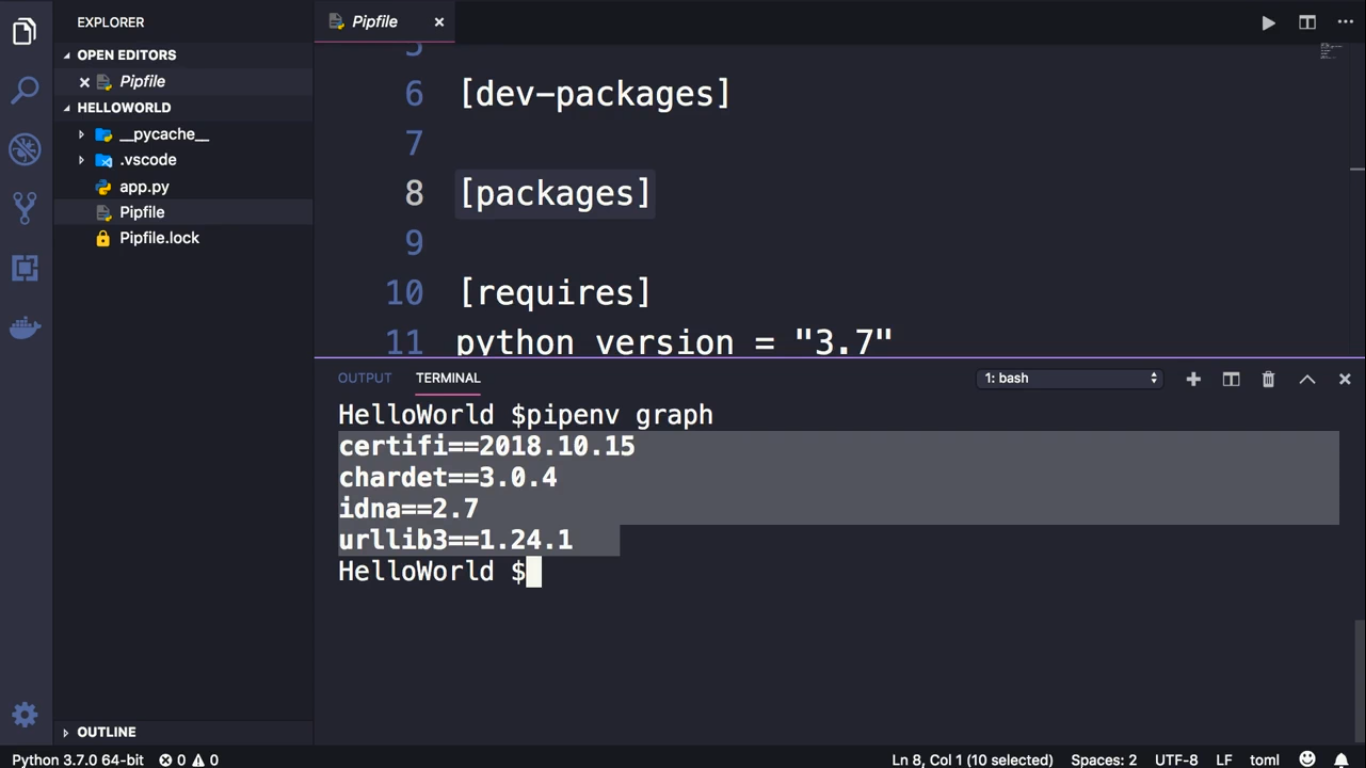 EXPLORER
OPEN EDITORS
Pipfile
HELLOWORLD
__pycache__
.vscode
app.py
Pipfile
Pipfile.lock
OUTLINE
Pipfile
5
6 [dev-packages]
7
8 [packages]
9
10 [requires]
11 python_version = "3.7"
OUTPUT TERMINAL 1: bash
HelloWorld $pipenv graph
certifi==2018.10.15
chardet==3.0.4
idna==2.7
urllib3==1.24.1
HelloWorld $
Python 3.7.0 64-bit 0 0 Ln 8, Col 1 (10 selected) Spaces: 2 UTF-8 LF toml